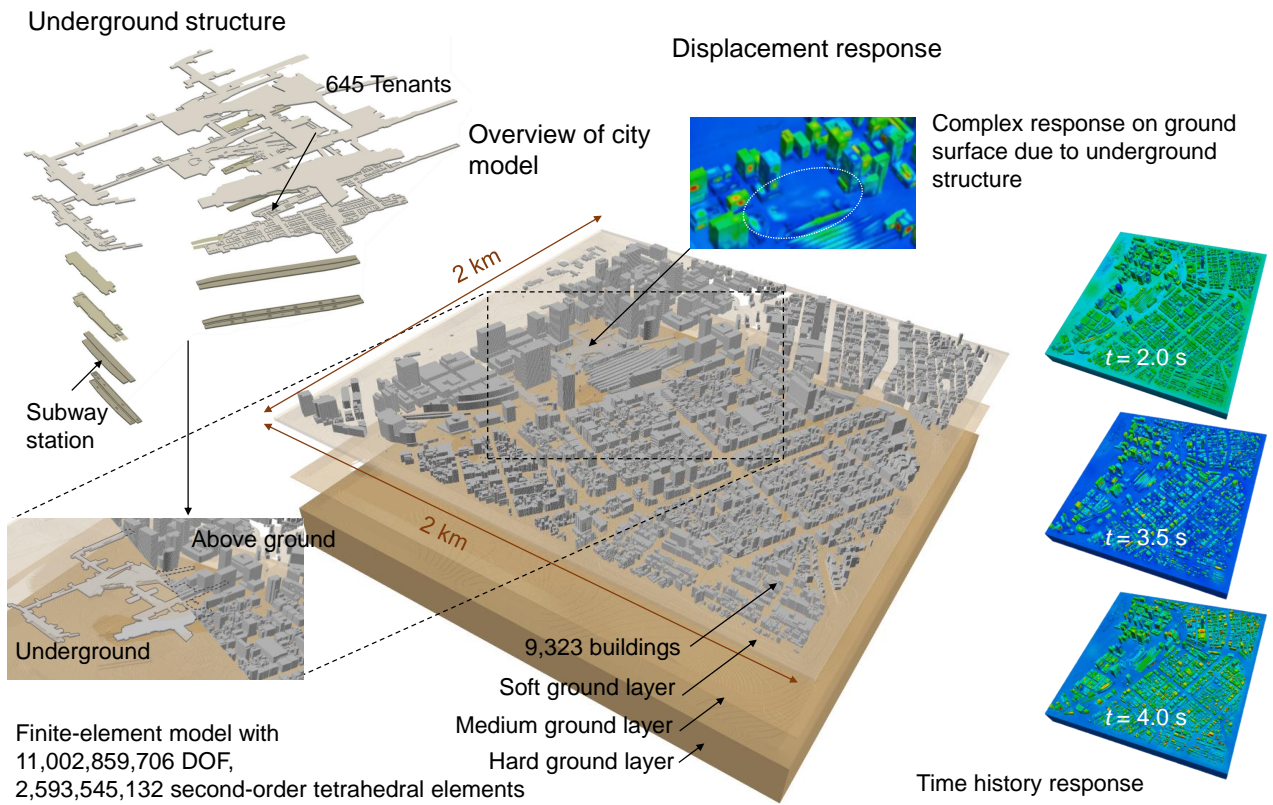 Underground structure
645 Tenants
Subway
station
Above ground
Underground
Finite-element model with
11,002,859,706 DOF,
2,593,545,132 second-order tetrahedral elements
Overview of city
model
2 km
2 km
9,323 buildings
Soft ground layer
Medium ground layer
Hard ground layer
Displacement response
Complex response on ground
surface due to underground
structure
t = 2.0 s
t = 3.5 s
t = 4.0 s
Time history response